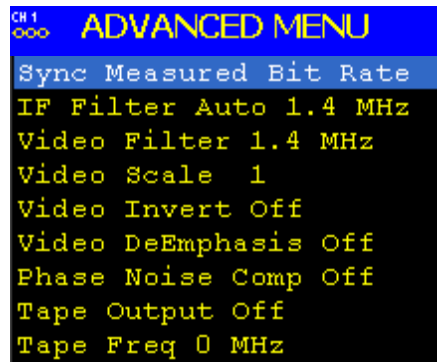 CH 1
ooo ADVANCED MENU
Sync Measured Bit Rate
IF Filter Auto 1.4 MHz
Video Filter 1.4 MHz
Video Scale 1
Video Invert Off
Video DeEmphasis Off
Phase Noise Comp Off
Tape Output Off
Tape Freq 0 MHz